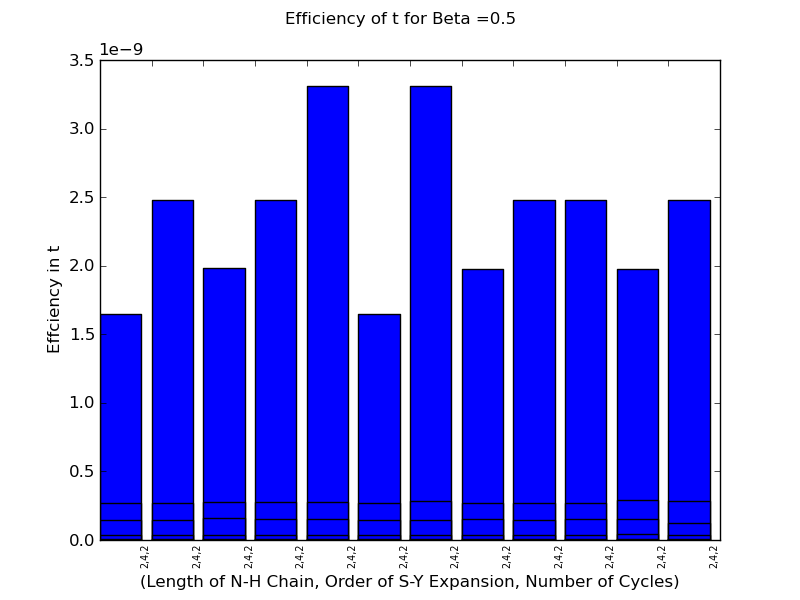 Efficiency of t for Beta =0.5
1e−9
3.5
3.0
2.5
2.0
1.5
1.0
0.5
0.0
Effciency in t
2,4,2 2,4,2 2,4,2 2,4,2 2,4,2 2,4,2 2,4,2 2,4,2 2,4,2 2,4,2 2,4,2 2,4,2
(Length of N-H Chain, Order of S-Y Expansion, Number of Cycles)